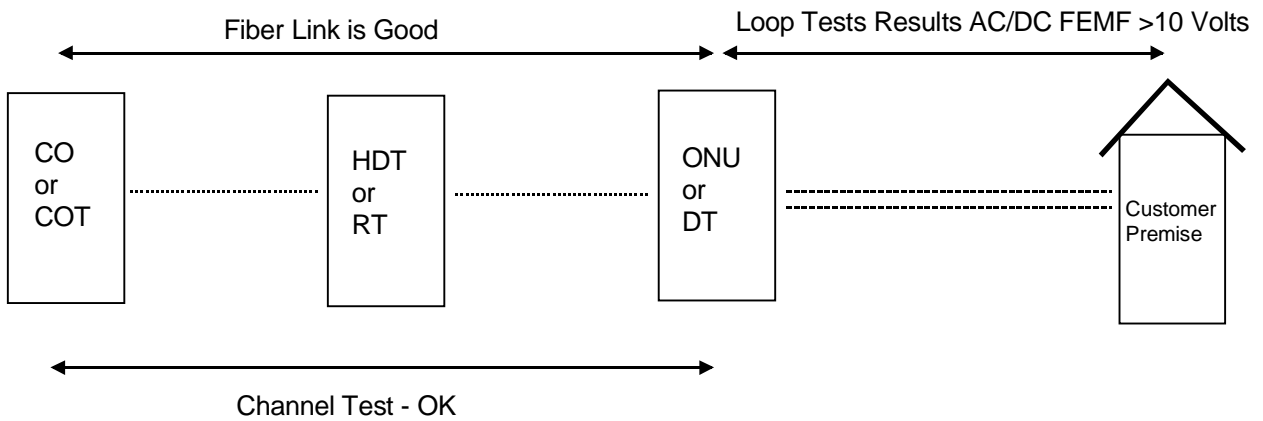 Fiber Link is Good
Loop Tests Results AC/DC FEMF >10 Volts
CO
or
COT
HDT
or
RT
ONU
or
DT
Customer
Premise
Channel Test - OK